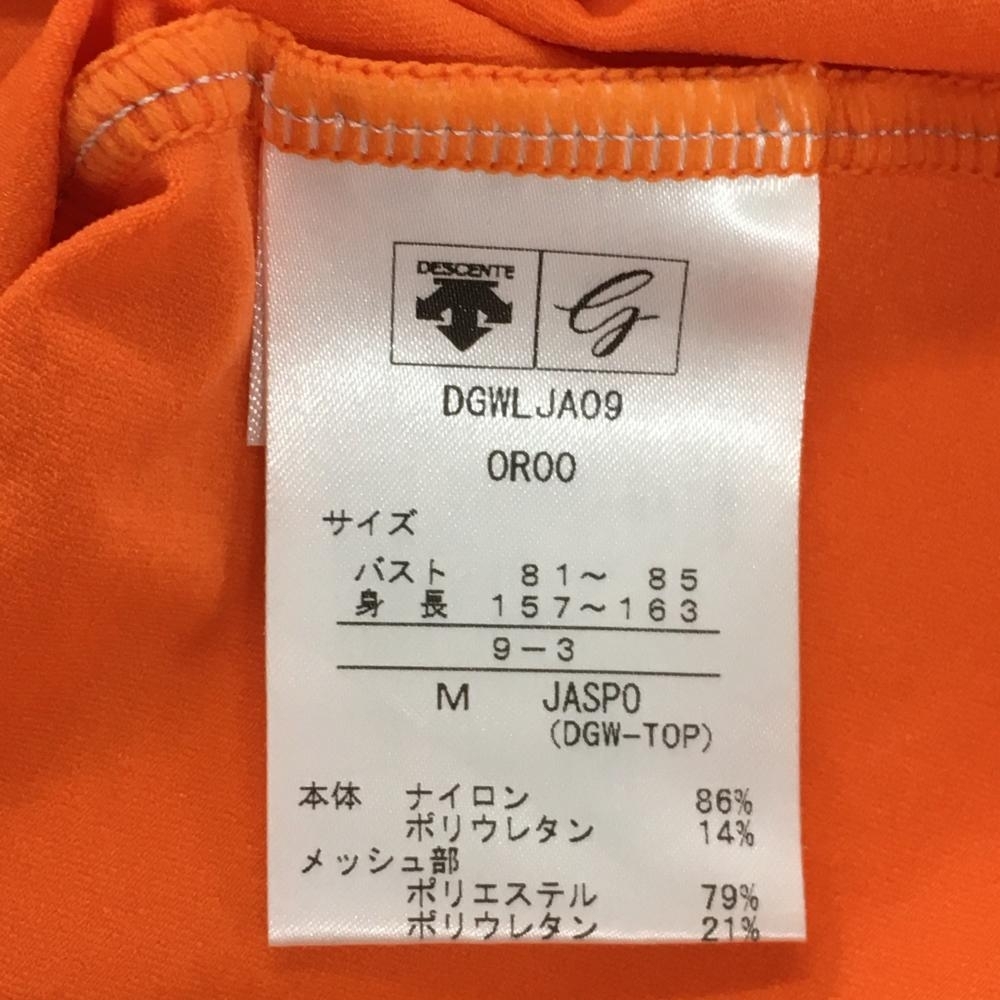 DESCENTE G
DGWLJA09
OR00
サイズ
バスト 81～ 85
身 長 157～163
9－3
M JASPO
(DGW-TOP)
本体 ナイロン 86%
ポリウレタン 14%
メッシュ部
ポリエステル 79%
ポリウレタン 21%